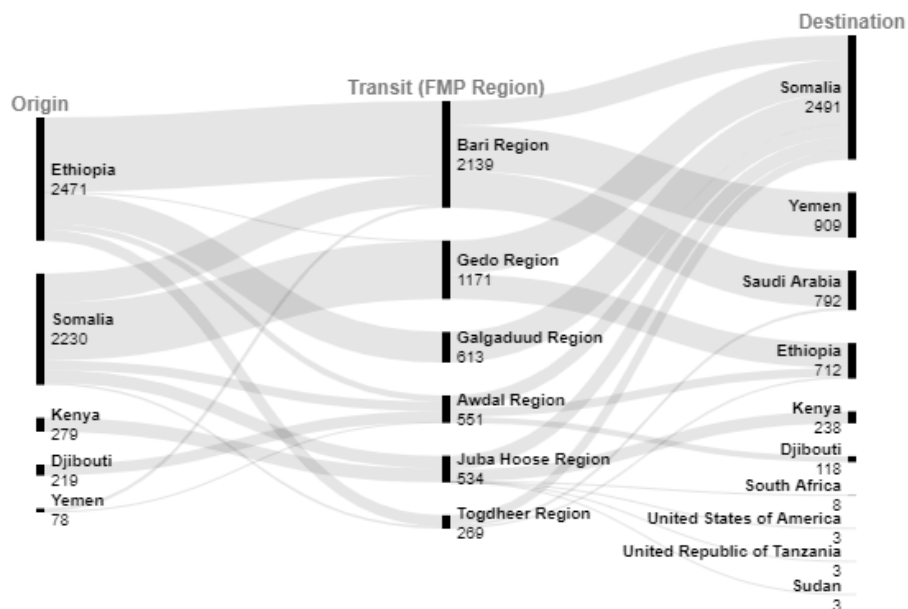 Origin
Ethiopia
2471
Somalia
2230
Kenya
279
Djibouti
219
Yemen
78
Transit (FMP Region)
Bari Region
2139
Gedo Region
1171
Galgaduud Region
613
Awdal Region
551
Juba Hoose Region
534
Togdheer Region
269
Destination
Somalia
2491
Yemen
909
Saudi Arabia
792
Ethiopia
712
Kenya
238
Djibouti
118
South Africa
8
United States of America
3
United Republic of Tanzania
3
Sudan
3